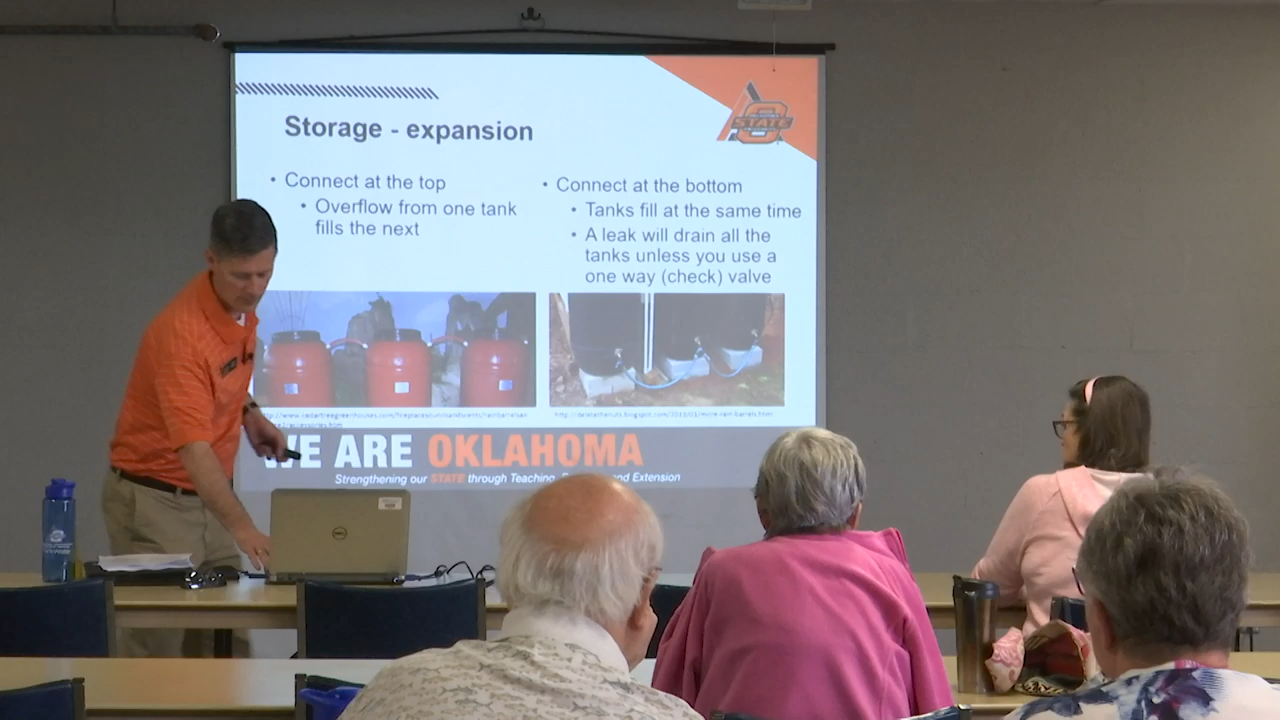 Storage - expansion
STATE
• Connect at the top
• Overflow from one tank
fills the next
• Connect at the bottom
• Tanks fill at the same time
• A leak will drain all the
tanks unless you use a
one way (check) valve
WE ARE OKLAHOMA
Strengthening our STATE through Teaching, and Extension
DELL